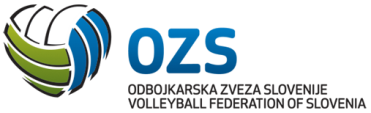 OZS
ODBOJKARSKA ZVEZA SLOVENIJE
VOLLEYBALL FEDERATION OF SLOVENIA